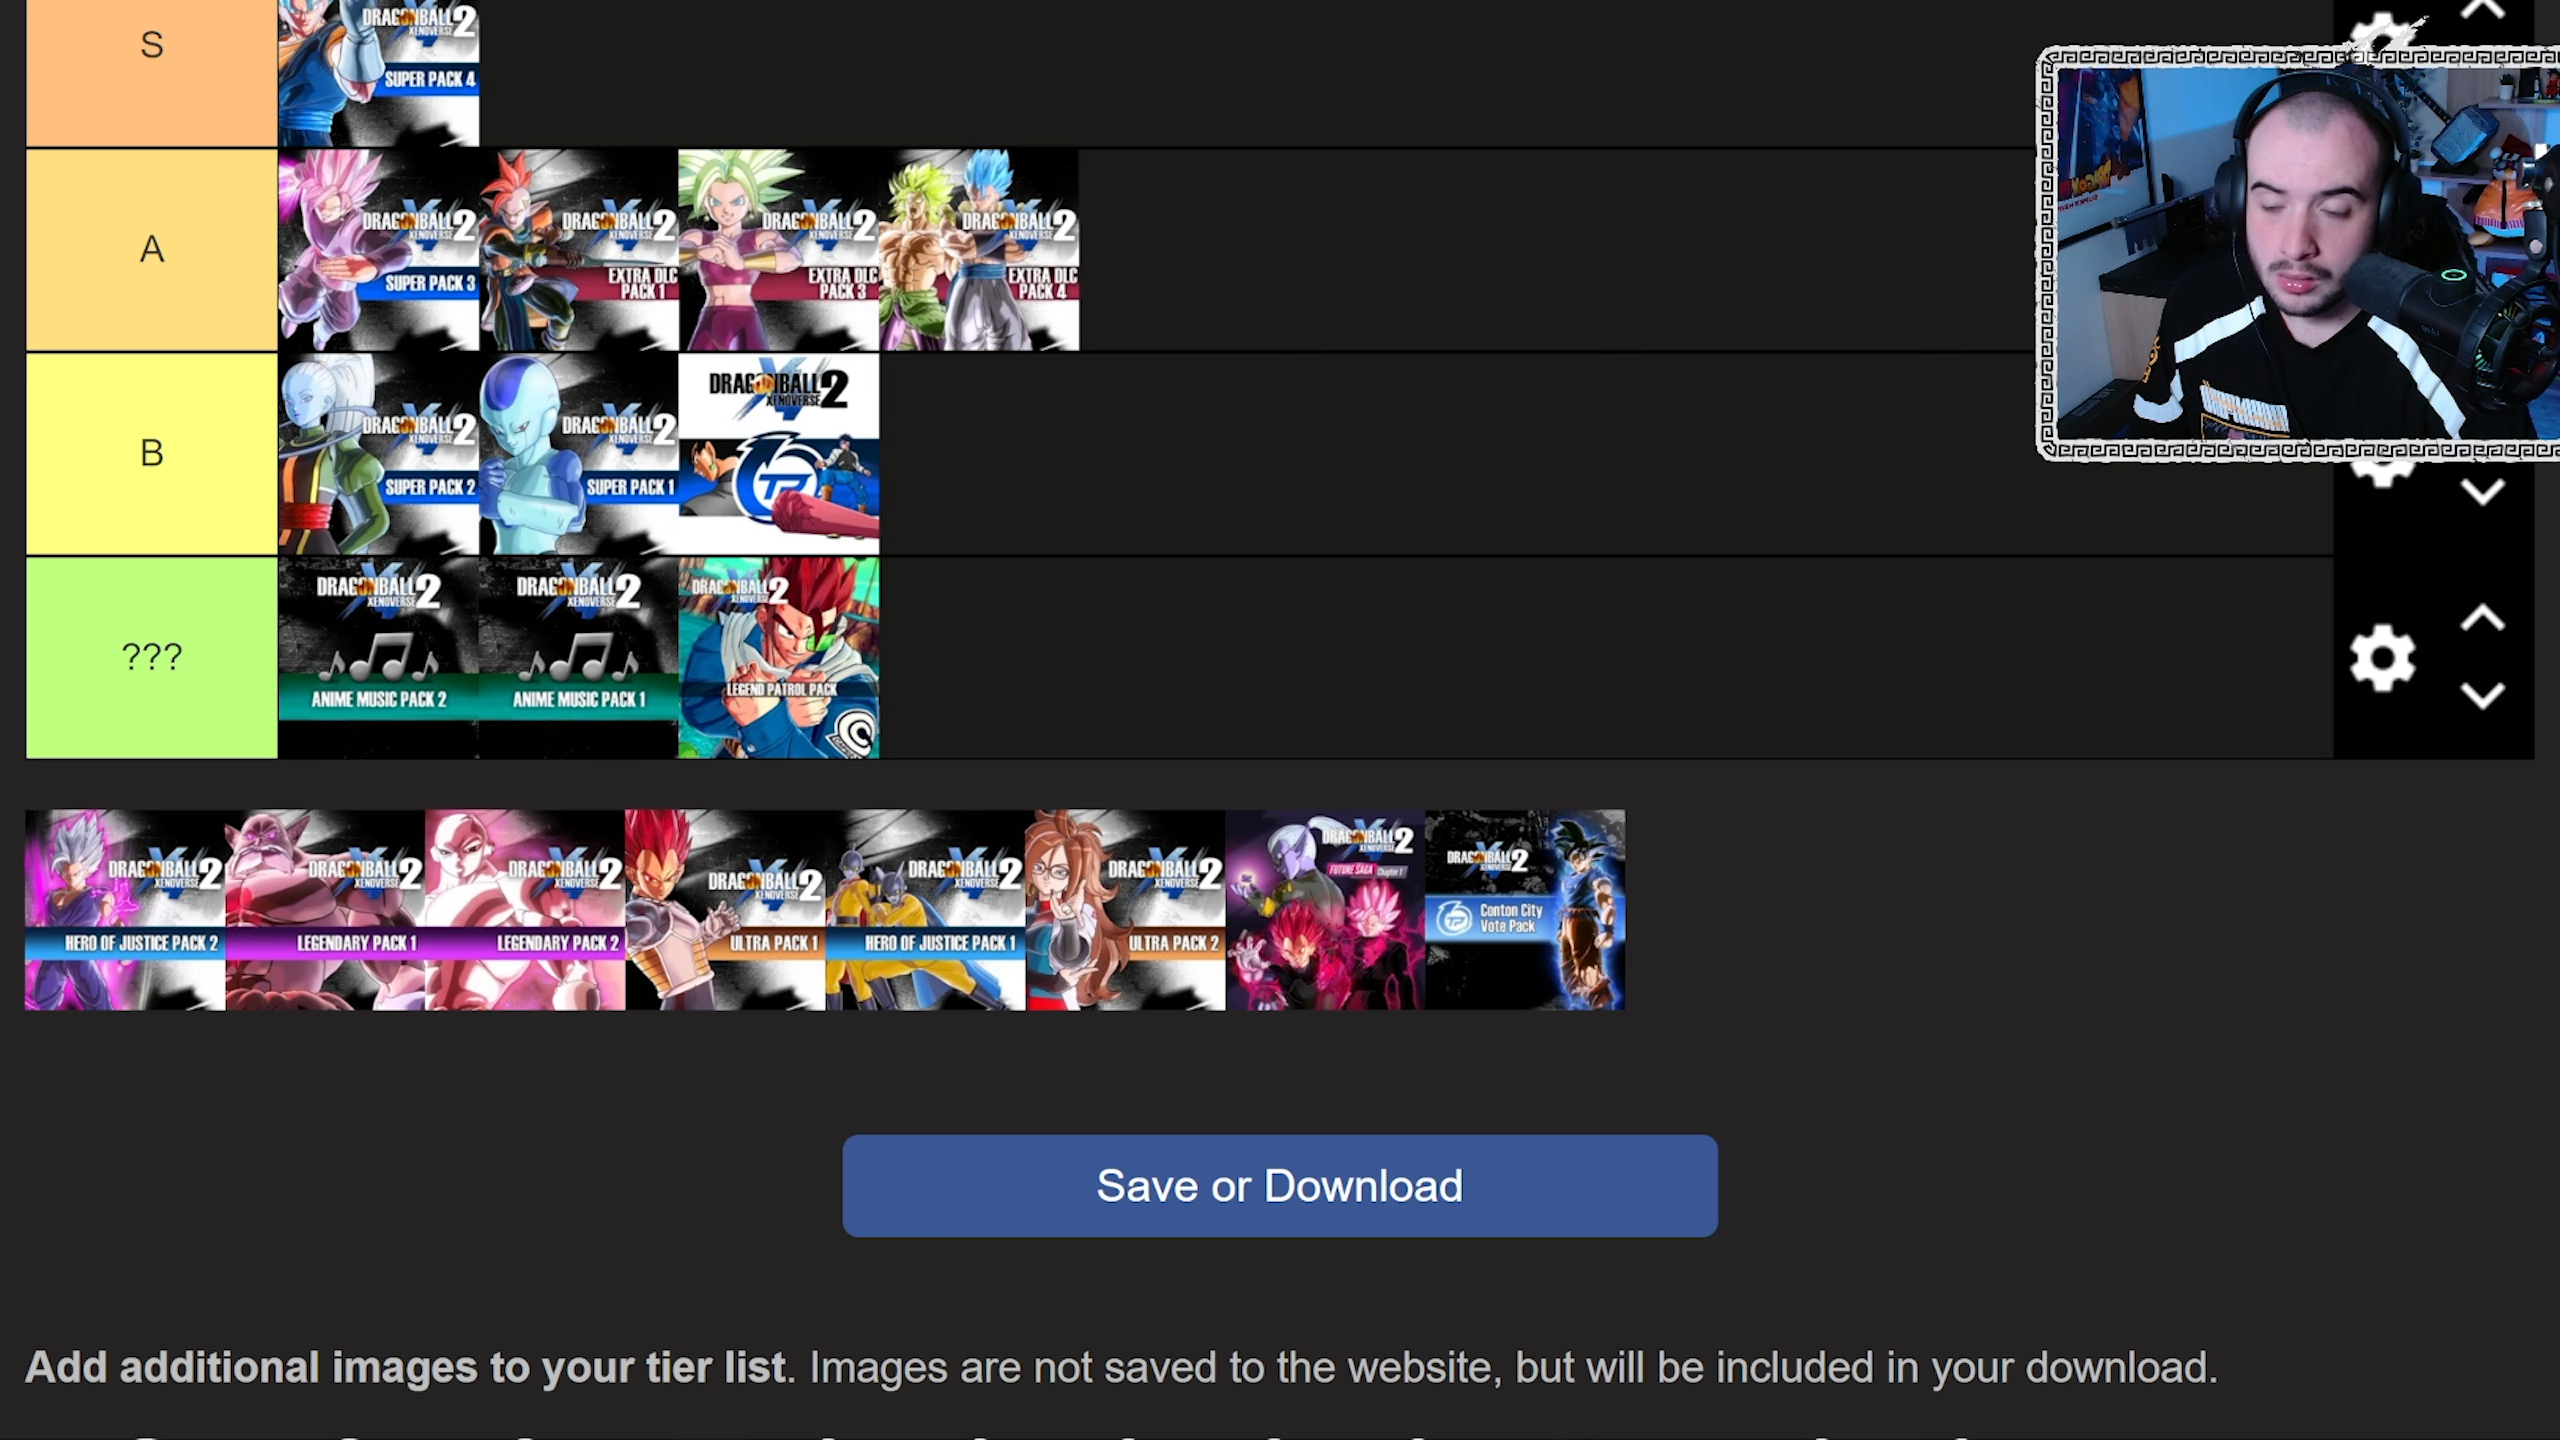 S
DRAGONBALL
XENOVERSE 2
SUPER PACK 4
A
DRAGONBALL
XENOVERSE 2
SUPER PACK 3
DRAGONBALL
XENOVERSE 2
EXTRA DLC
PACK 1
DRAGONBALL
XENOVERSE 2
EXTRA DLC
PACK 3
DRAGONBALL
XENOVERSE 2
EXTRA DLC
PACK 4
B
DRAGONBALL
XENOVERSE 2
SUPER PACK 2
DRAGONBALL
XENOVERSE 2
SUPER PACK 1
DRAGONBALL
XENOVERSE 2
TP
???
DRAGONBALL
XENOVERSE 2
ANIME MUSIC PACK 2
DRAGONBALL
XENOVERSE 2
ANIME MUSIC PACK 1
DRAGONBALL
XENOVERSE 2
LEGEND PATROL PACK
DRAGONBALL
XENOVERSE 2
HERO OF JUSTICE PACK 2
DRAGONBALL
XENOVERSE 2
LEGENDARY PACK 1
DRAGONBALL
XENOVERSE 2
LEGENDARY PACK 2
DRAGONBALL
XENOVERSE 2
ULTRA PACK 1
DRAGONBALL
XENOVERSE 2
HERO OF JUSTICE PACK 1
DRAGONBALL
XENOVERSE 2
ULTRA PACK 2
DRAGONBALL
XENOVERSE 2
FUTURE SAGA Chapter 1
DRAGONBALL
XENOVERSE 2
TP
Conton City
Vote Pack
Save or Download
Add additional images to your tier list. Images are not saved to the website, but will be included in your download.